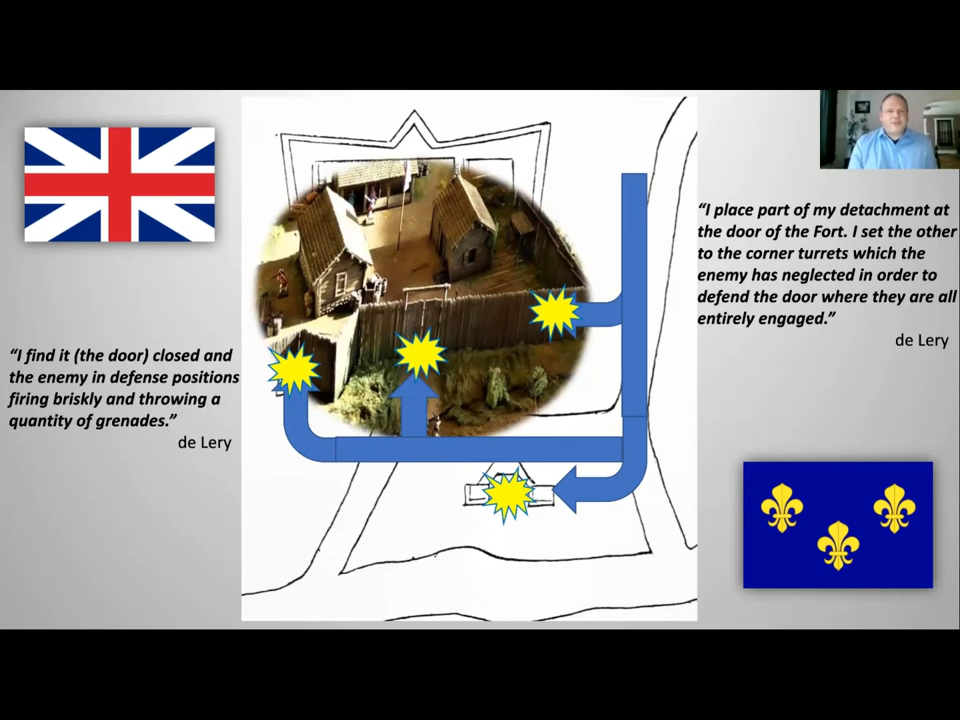 “I find it (the door) closed and
the enemy in defense positions
firing briskly and throwing a
quantity of grenades.”
de Lery
“I place part of my detachment at
the door of the Fort. I set the other
to the corner turrets which the
enemy has neglected in order to
defend the door where they are all
entirely engaged.”
de Lery